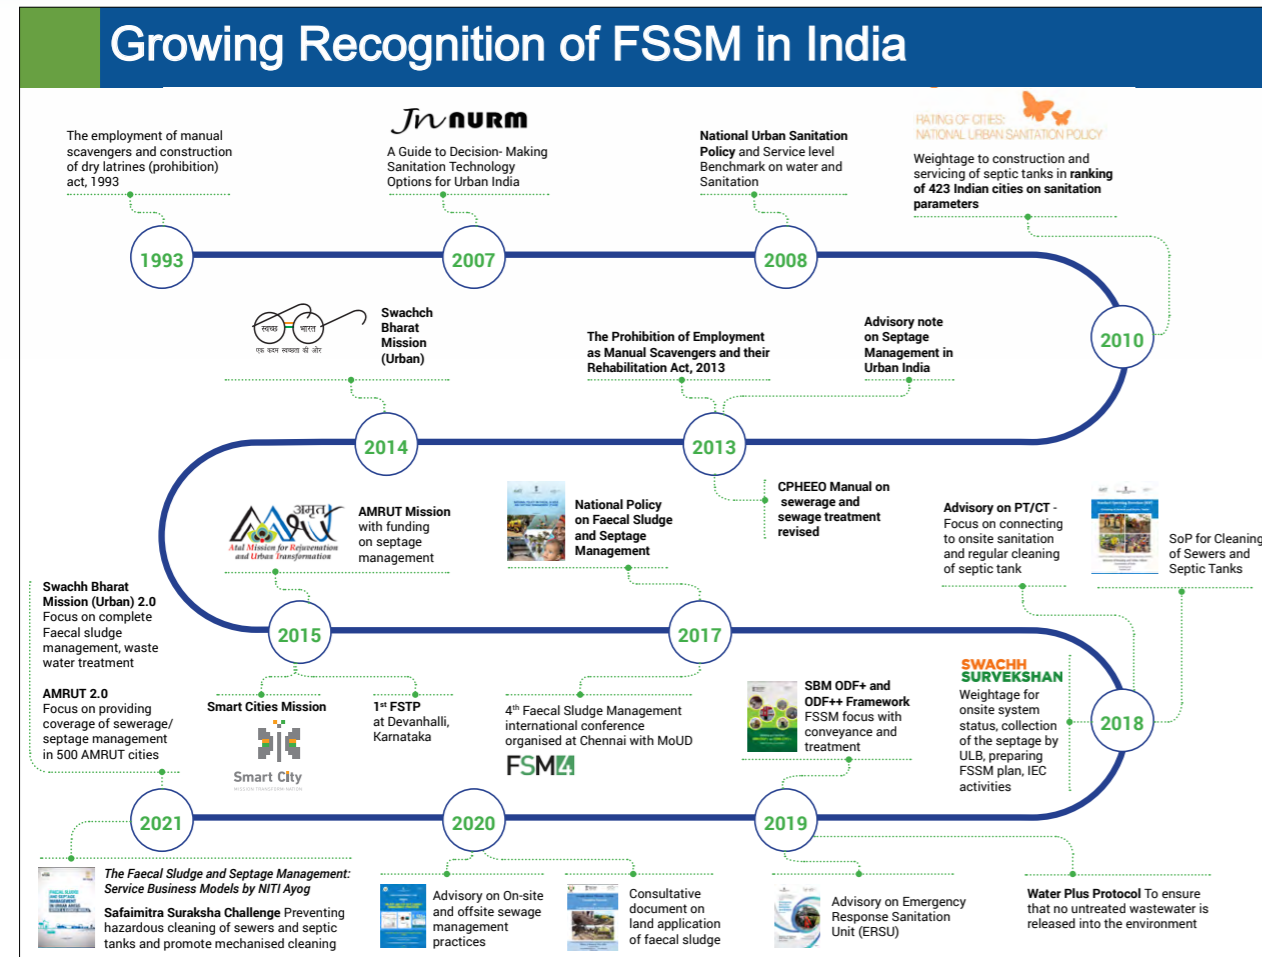 Growing Recognition of FSSM in India
The employment of manual
scavengers and construction
of dry latrines (prohibition)
act, 1993
JnNURM
A Guide to Decision- Making
Sanitation Technology
Options for Urban India
National Urban Sanitation
Policy and Service level
Benchmark on water and
Sanitation
RATING OF CITIES:
NATIONAL URBAN SANITATION POLICY
Weightage to construction and
servicing of septic tanks in ranking
of 423 Indian cities on sanitation
parameters
1993
2007
2008
2010
स्वच्छ भारत
एक कदम स्वच्छता की ओर
Swachch
Bharat
Mission
(Urban)
The Prohibition of Employment
as Manual Scavengers and their
Rehabilitation Act, 2013
Advisory note
on Septage
Management in
Urban India
2014
2013
CPHEEO Manual on
sewerage and
sewage treatment
revised
अमृत
Atal Mission for Rejuvenation
and Urban Transformation
AMRUT Mission
with funding
on septage
management
National Policy
on Faecal Sludge
and Septage
Management
Advisory on PT/CT -
Focus on connecting
to onsite sanitation
and regular cleaning
of septic tank
SoP for Cleaning
of Sewers and
Septic Tanks
2015
2017
2018
Smart Cities Mission
Smart City
MISSION TRANSFORM-NATION
1st FSTP
at Devanhalli,
Karnataka
4th Faecal Sludge Management
international conference
organised at Chennai with MoUD
FSM4
SBM ODF+ and
ODF++ Framework
FSSM focus with
conveyance and
treatment
SWACHH
SURVEKSHAN
Weightage for
onsite system
status, collection
of the septage by
ULB, preparing
FSSM plan, IEC
activities
Swachh Bharat
Mission (Urban) 2.0
Focus on complete
Faecal sludge
management, waste
water treatment
AMRUT 2.0
Focus on providing
coverage of sewerage/
septage management
in 500 AMRUT cities
2021
2020
2019
FAECAL SLUDGE
AND SEPTAGE
MANAGEMENT
IN URBAN AREAS
The Faecal Sludge and Septage Management:
Service Business Models by NITI Ayog
Safaimitra Suraksha Challenge Preventing
hazardous cleaning of sewers and septic
tanks and promote mechanised cleaning
Advisory on On-site
and offsite sewage
management
practices
Consultative
document on
land application
of faecal sludge
Advisory on Emergency
Response Sanitation
Unit (ERSU)
Water Plus Protocol To ensure
that no untreated wastewater is
released into the environment